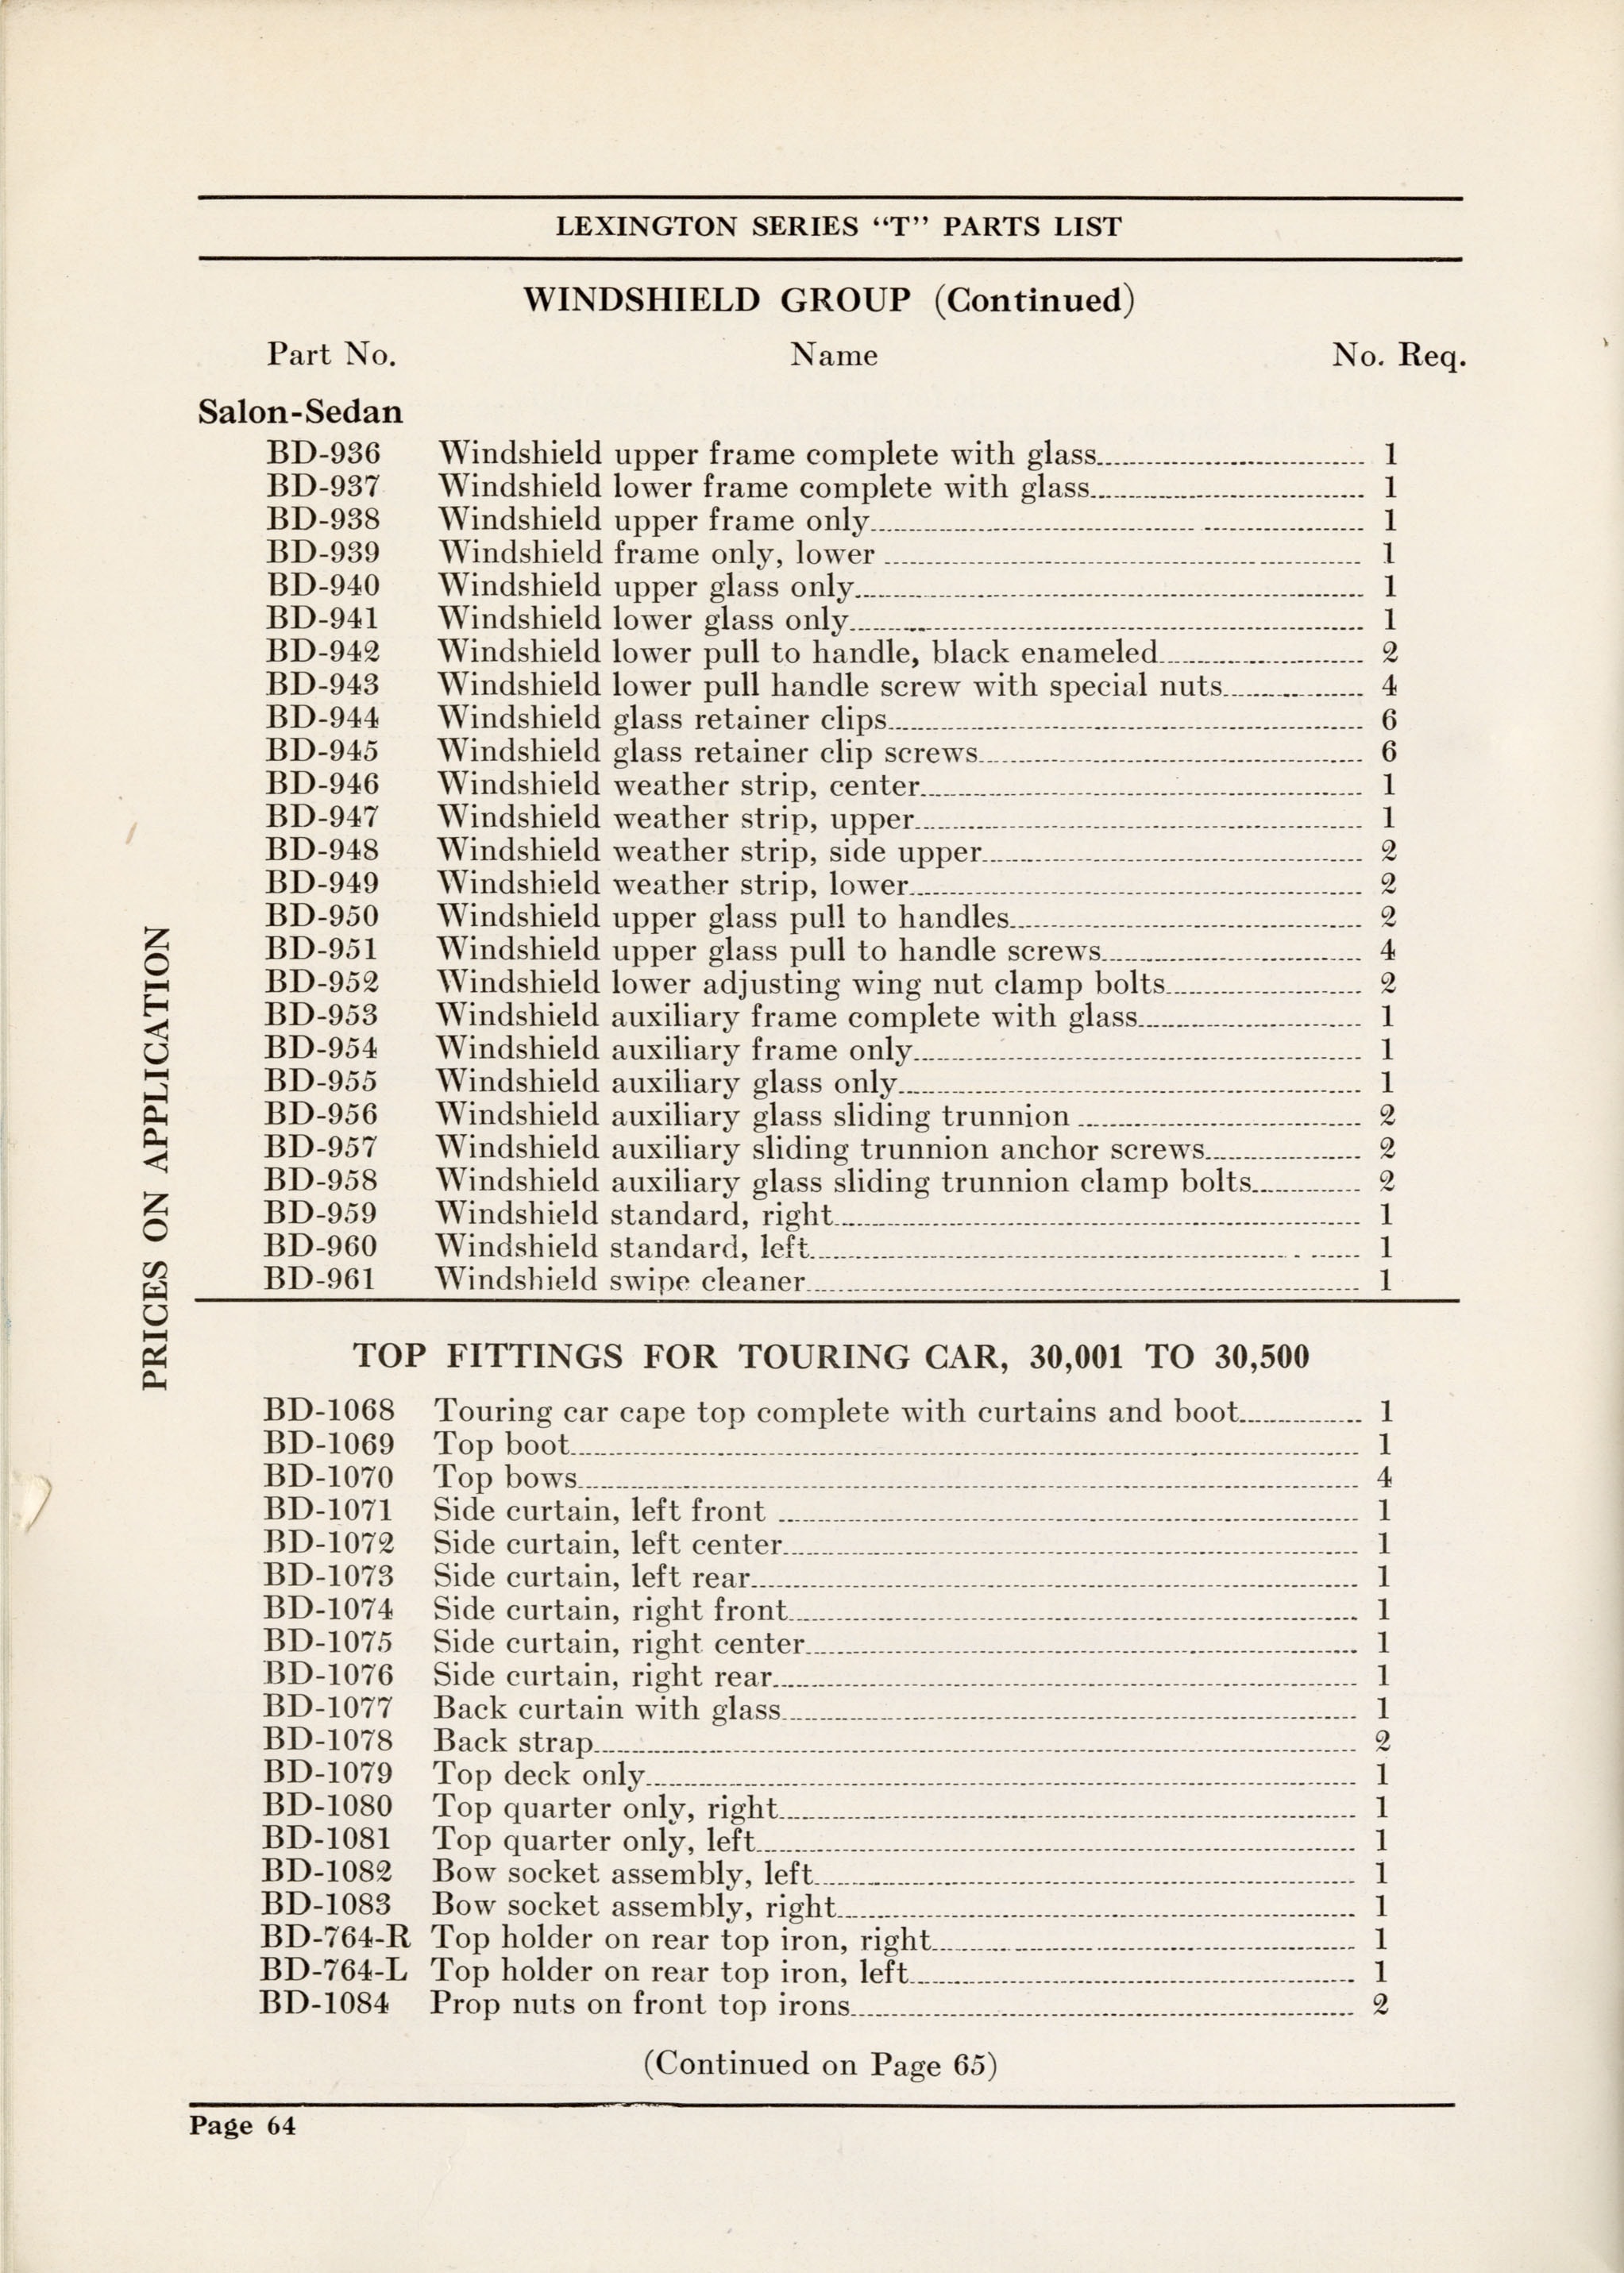 LEXINGTON SERIES “T” PARTS LIST
WINDSHIELD GROUP (Continued)
Part No. Name No. Req.
Salon-Sedan
BD-936 Windshield upper frame complete with glass 1
BD-937 Windshield lower frame complete with glass 1
BD-938 Windshield upper frame only 1
BD-939 Windshield frame only, lower 1
BD-940 Windshield upper glass only 1
BD-941 Windshield lower glass only 1
BD-942 Windshield lower pull to handle, black enameled 2
BD-943 Windshield lower pull handle screw with special nuts 4
BD-944 Windshield glass retainer clips 6
BD-945 Windshield glass retainer clip screws 6
BD-946 Windshield weather strip, center 1
BD-947 Windshield weather strip, upper 1
BD-948 Windshield weather strip, side upper 2
BD-949 Windshield weather strip, lower 2
BD-950 Windshield upper glass pull to handles 2
BD-951 Windshield upper glass pull to handle screws 4
BD-952 Windshield lower adjusting wing nut clamp bolts 2
BD-953 Windshield auxiliary frame complete with glass 1
BD-954 Windshield auxiliary frame only 1
BD-955 Windshield auxiliary glass only 1
BD-956 Windshield auxiliary glass sliding trunnion 2
BD-957 Windshield auxiliary sliding trunnion anchor screws 2
BD-958 Windshield auxiliary glass sliding trunnion clamp bolts 2
BD-959 Windshield standard, right 1
BD-960 Windshield standard, left 1
BD-961 Windshield swipe cleaner 1
PRICES ON APPLICATION
TOP FITTINGS FOR TOURING CAR, 30,001 TO 30,500
BD-1068 Touring car cape top complete with curtains and boot 1
BD-1069 Top boot 1
BD-1070 Top bows 4
BD-1071 Side curtain, left front 1
BD-1072 Side curtain, left center 1
BD-1073 Side curtain, left rear 1
BD-1074 Side curtain, right front 1
BD-1075 Side curtain, right center 1
BD-1076 Side curtain, right rear 1
BD-1077 Back curtain with glass 1
BD-1078 Back strap 2
BD-1079 Top deck only 1
BD-1080 Top quarter only, right 1
BD-1081 Top quarter only, left 1
BD-1082 Bow socket assembly, left 1
BD-1083 Bow socket assembly, right 1
BD-764-R Top holder on rear top iron, right 1
BD-764-L Top holder on rear top iron, left 1
BD-1084 Prop nuts on front top irons 2
(Continued on Page 65)
Page 64